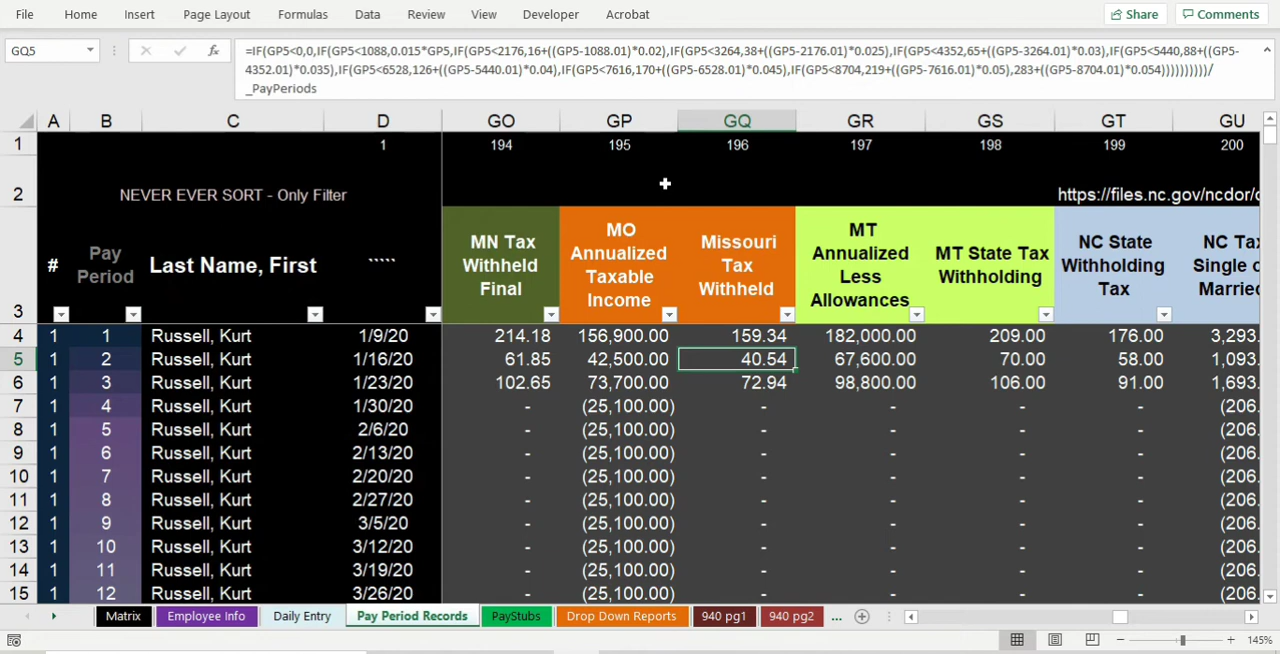 File Home Insert Page Layout Formulas Data Review View Developer Acrobat Share Comments
GQ5 fx =IF(GP5<0,0,IF(GP5<1088,0.015*GP5,IF(GP5<2176,16+((GP5-1088.01)*0.02),IF(GP5<3264,38+((GP5-2176.01)*0.025),IF(GP5<4352,65+((GP5-3264.01)*0.03),IF(GP5<5440,88+((GP5-
4352.01)*0.035),IF(GP5<6528,126+((GP5-5440.01)*0.04),IF(GP5<7616,170+((GP5-6528.01)*0.045),IF(GP5<8704,219+((GP5-7616.01)*0.05),283+((GP5-8704.01)*0.054))))))))))/
_PayPeriods
A B C D GO GP GQ GR GS GT GU
1 1 194 195 196 197 198 199 200
2 NEVER EVER SORT - Only Filter https://files.nc.gov/ncdor/
3 # Pay Period Last Name, First ````` MN Tax Withheld Final MO Annualized Taxable Income Missouri Tax Withheld MT Annualized Less Allowances MT State Tax Withholding NC State Withholding Tax NC Tax Single Married
4 1 1 Russell, Kurt 1/9/20 214.18 156,900.00 159.34 182,000.00 209.00 176.00 3,293.
5 1 2 Russell, Kurt 1/16/20 61.85 42,500.00 40.54 67,600.00 70.00 58.00 1,093.
6 1 3 Russell, Kurt 1/23/20 102.65 73,700.00 72.94 98,800.00 106.00 91.00 1,693.
7 1 4 Russell, Kurt 1/30/20 - (25,100.00) - - - - (206.
8 1 5 Russell, Kurt 2/6/20 - (25,100.00) - - - - (206.
9 1 6 Russell, Kurt 2/13/20 - (25,100.00) - - - - (206.
10 1 7 Russell, Kurt 2/20/20 - (25,100.00) - - - - (206.
11 1 8 Russell, Kurt 2/27/20 - (25,100.00) - - - - (206.
12 1 9 Russell, Kurt 3/5/20 - (25,100.00) - - - - (206.
13 1 10 Russell, Kurt 3/12/20 - (25,100.00) - - - - (206.
14 1 11 Russell, Kurt 3/19/20 - (25,100.00) - - - - (206.
15 1 12 Russell, Kurt 3/26/20 - (25,100.00) - - - - (206.
Matrix Employee Info Daily Entry Pay Period Records PayStubs Drop Down Reports 940 pg1 940 pg2 ...
145%